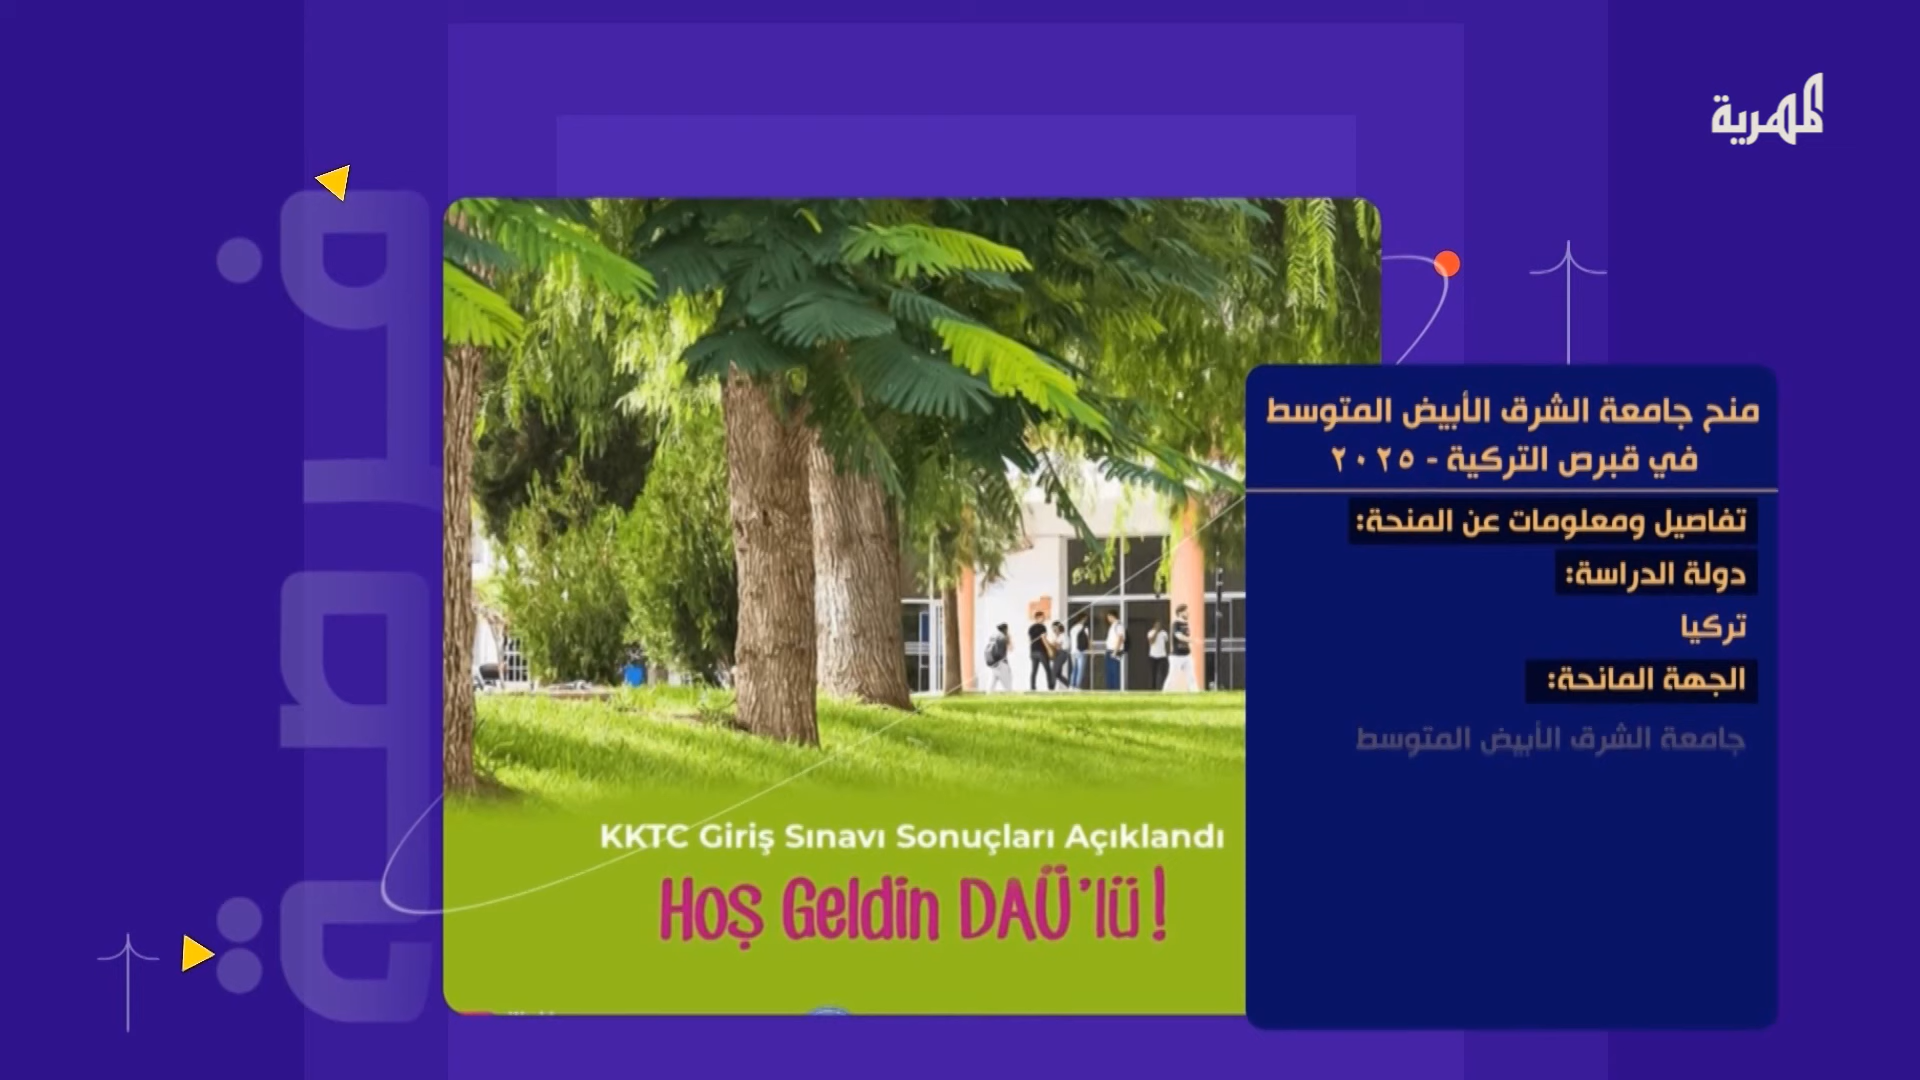 المهرية
فرصة
منح جامعة الشرق الأبيض المتوسط
في قبرص التركية - ٢٠٢٥
تفاصيل ومعلومات عن المنحة:
دولة الدراسة:
تركيا
الجهة المانحة:
جامعة الشرق الأبيض المتوسط
KKTC Giriş Sınavı Sonuçları Açıklandı
Hoş Geldin DAÜ'lü!